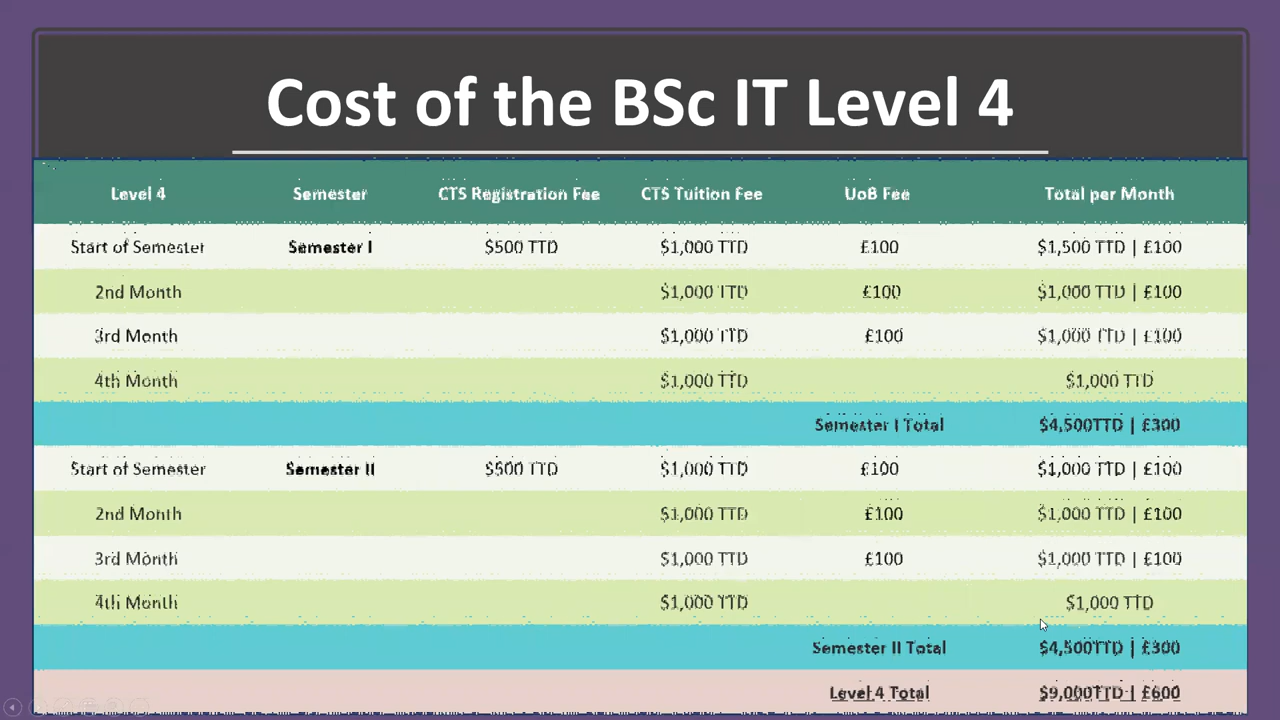 Cost of the BSc IT Level 4
Level 4 Semester CTS Registration Fee CTS Tuition Fee UoB Fee Total per Month
Start of Semester Semester I $500 TTD $1,000 TTD £100 $1,500 TTD | £100
2nd Month $1,000 TTD £100 $1,000 TTD | £100
3rd Month $1,000 TTD £100 $1,000 TTD | £100
4th Month $1,000 TTD $1,000 TTD
Semester I Total $4,500TTD | £300
Start of Semester Semester II $500 TTD $1,000 TTD £100 $1,000 TTD | £100
2nd Month $1,000 TTD £100 $1,000 TTD | £100
3rd Month $1,000 TTD £100 $1,000 TTD | £100
4th Month $1,000 TTD $1,000 TTD
Semester II Total $4,500TTD | £300
Level 4 Total $9,000TTD | £600